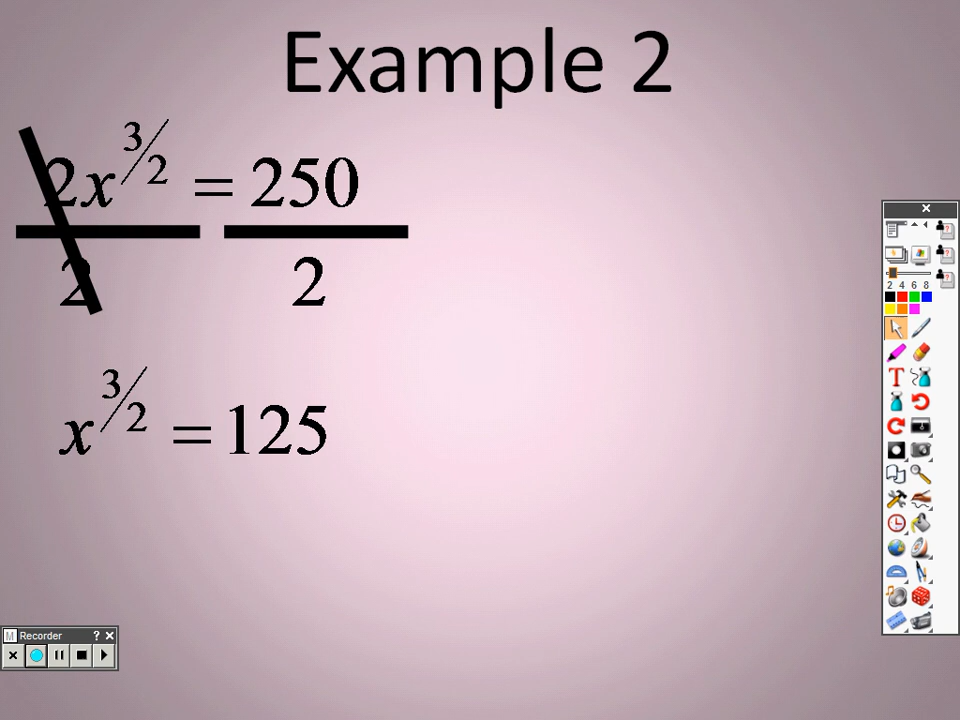 Example 2
2x^{3/2} = 250
2 2
x^{3/2} = 125
2 4 6 8
T
M Recorder ? ×